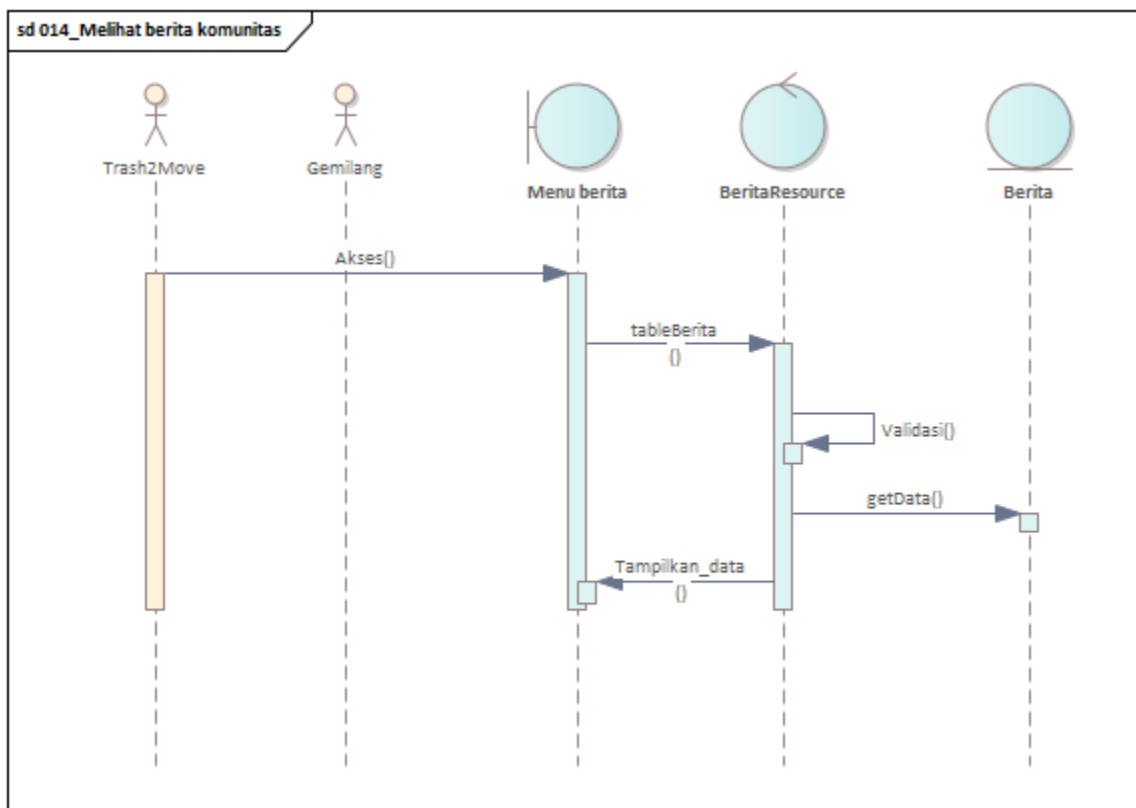 sd 014_Melihat berita komunitas
Trash2Move
Gemilang
Menu berita
BeritaResource
Berita
Akses()
tableBerita
()
Validasi()
getData()
Tampilkan_data
()